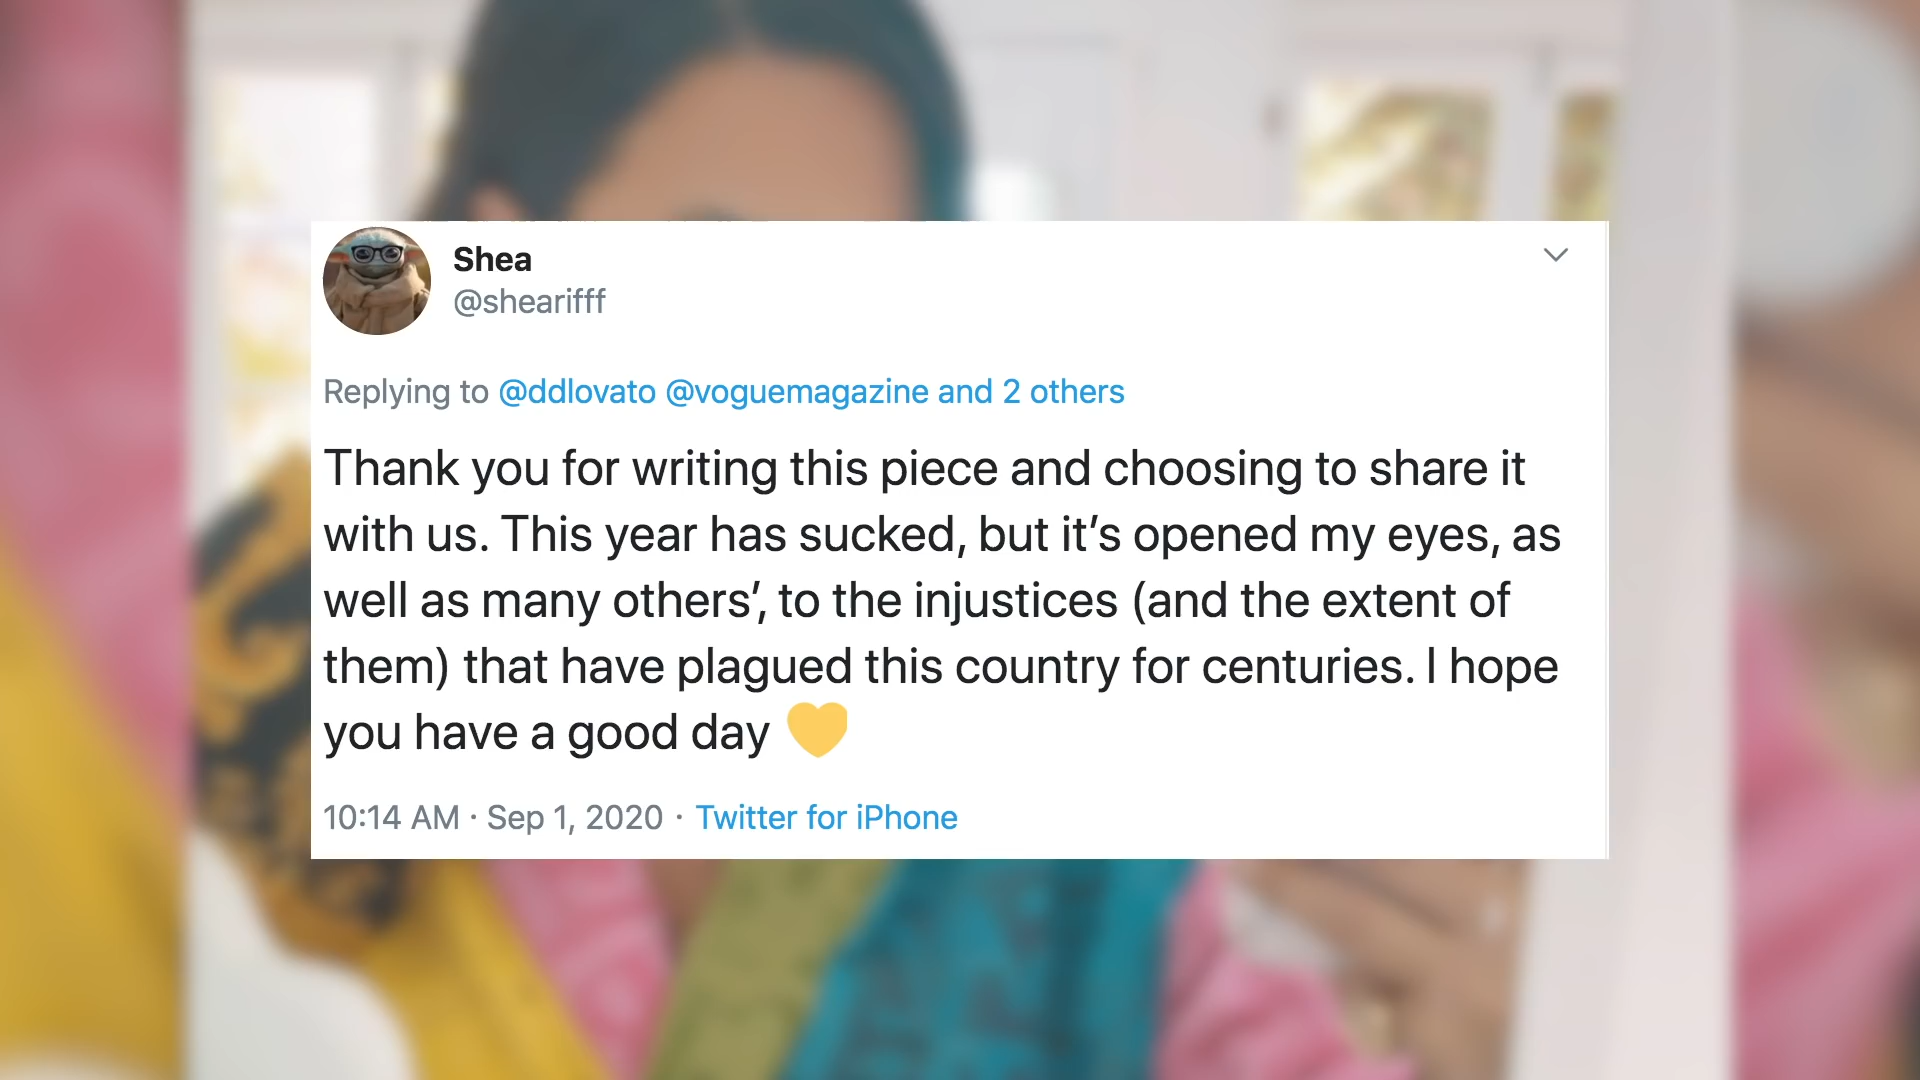 Shea
@shearifff
Replying to @ddlovato @voguemagazine and 2 others
Thank you for writing this piece and choosing to share it
with us. This year has sucked, but it’s opened my eyes, as
well as many others’, to the injustices (and the extent of
them) that have plagued this country for centuries. I hope
you have a good day 💛
10:14 AM · Sep 1, 2020 · Twitter for iPhone